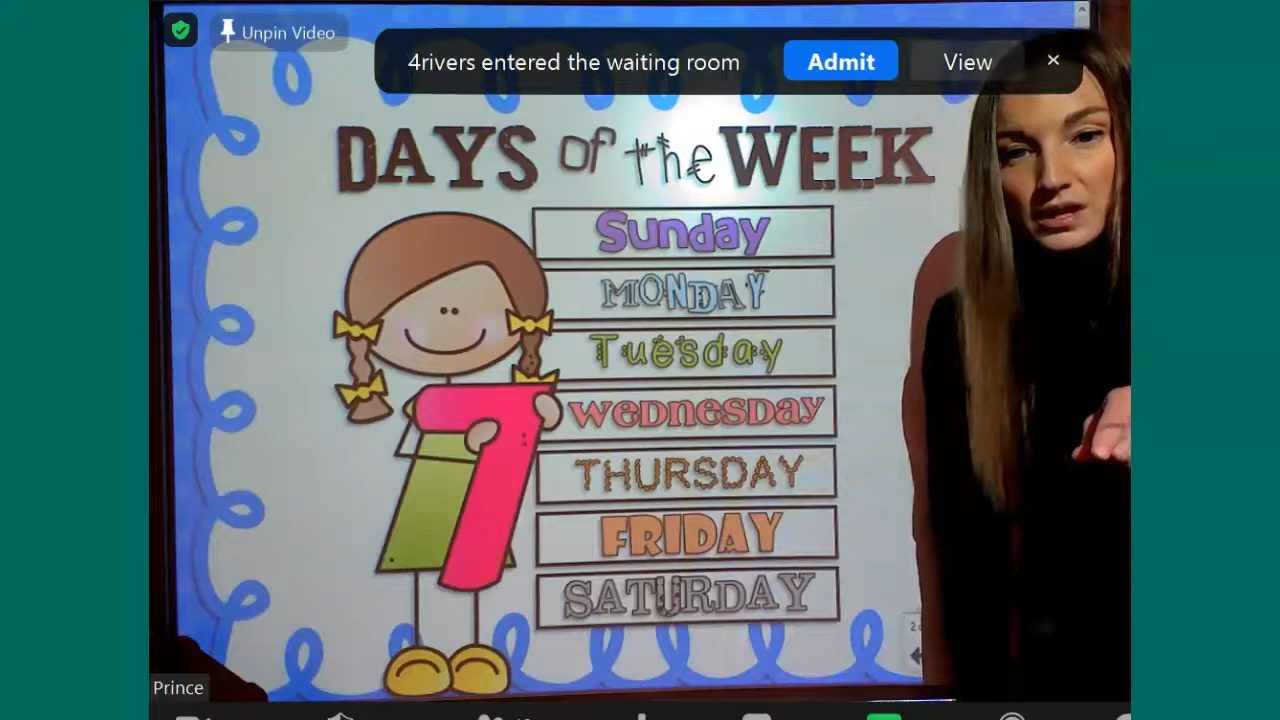 Unpin Video
4rivers entered the waiting room Admit View
DAYS of the WEEK
Sunday
MONDAY
Tuesday
WEDNESDAY
THURSDAY
FRIDAY
SATURDAY
Prince